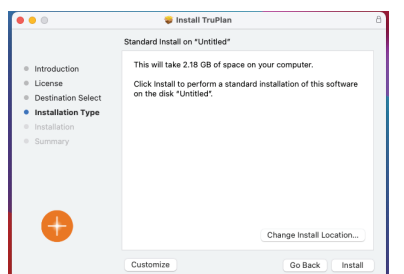 Install TruPlan
Standard Install on “Untitled”
Introduction
License
Destination Select
Installation Type
Installation
Summary
This will take 2.18 GB of space on your computer.
Click Install to perform a standard installation of this software
on the disk “Untitled”.
Change Install Location...
Customize
Go Back
Install